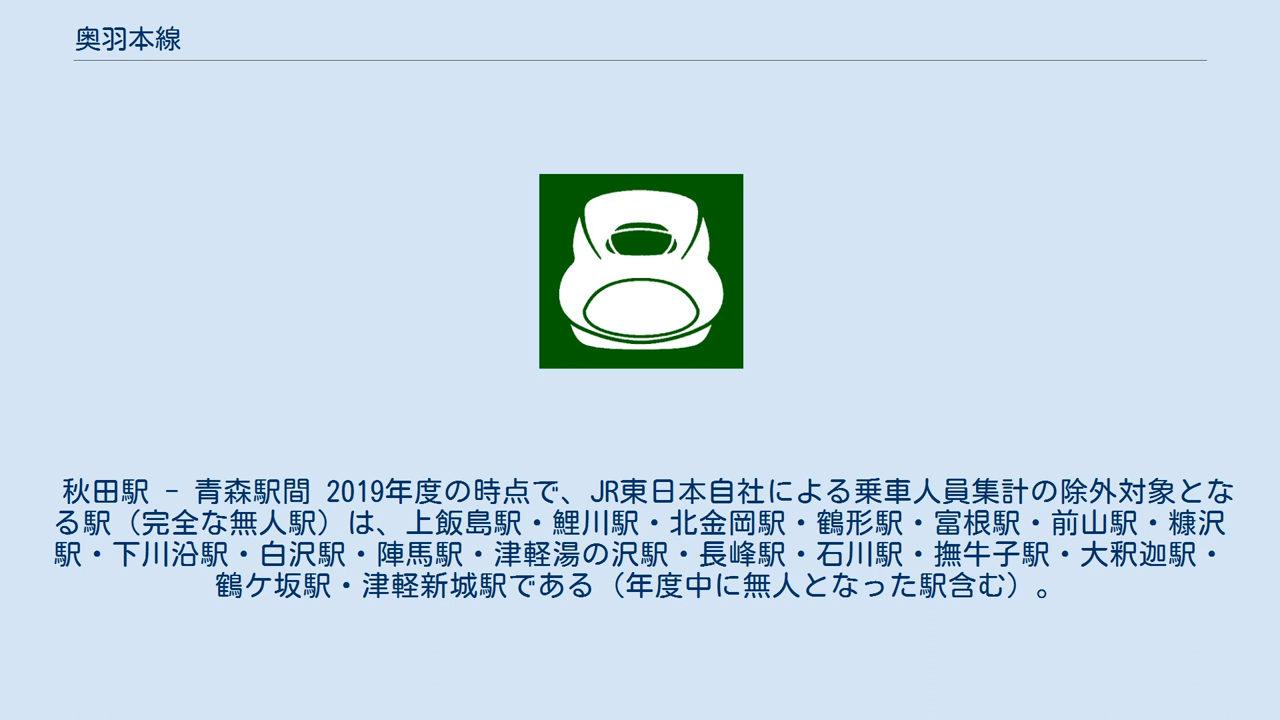 奥羽本線
秋田駅 - 青森駅間 2019年度の時点で、JR東日本自社による乗車人員集計の除外対象とな
る駅（完全な無人駅）は、上飯島駅・鯉川駅・北金岡駅・鶴形駅・富根駅・前山駅・糠沢
駅・下川沿駅・白沢駅・陣馬駅・津軽湯の沢駅・長峰駅・石川駅・撫牛子駅・大釈迦駅・
鶴ケ坂駅・津軽新城駅である（年度中に無人となった駅含む）。